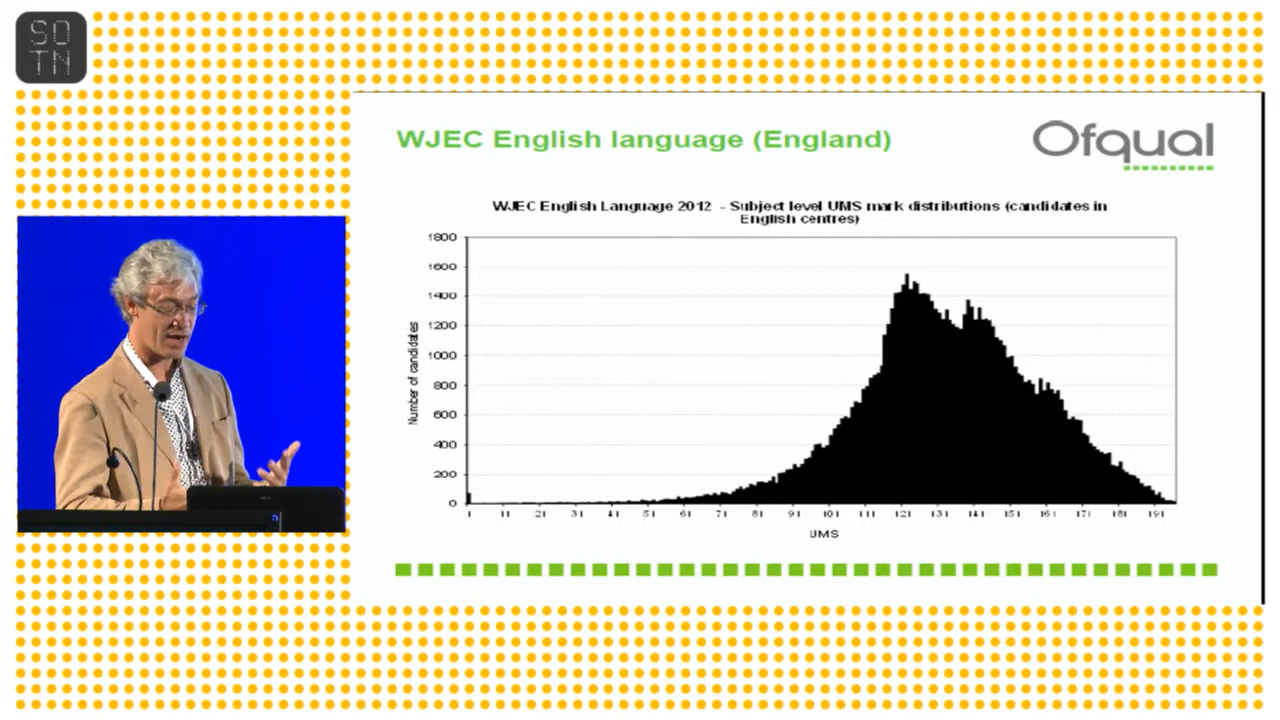 SO
TN
WJEC English language (England)
Ofqual
WJEC English Language 2012 - Subject level UMS mark distributions (candidates in
English centres)
1800
1600
1400
1200
1000
800
600
400
200
0
Number of candidates
1 11 21 31 41 51 61 71 81 91 101 111 121 131 141 151 161 171 181 191
UMS